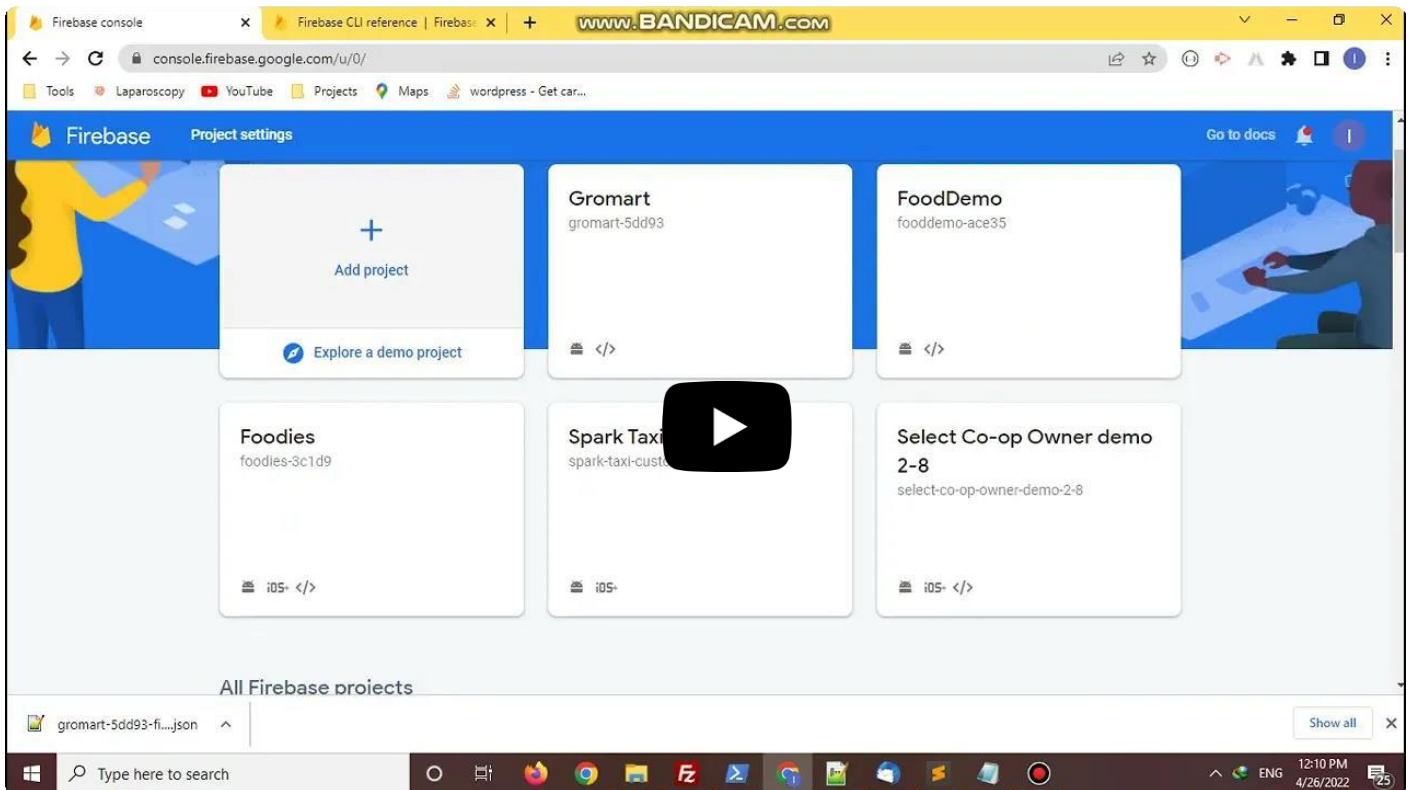 Firebase console
Firebase CLI reference | Firebase
www.BANDICAM.com
console.firebase.google.com/u/0/
Tools
Laparoscopy
YouTube
Projects
Maps
wordpress - Get car...
Firebase
Project settings
Go to docs
I
Add project
Explore a demo project
Gromart
gromart-5dd93
</>
FoodDemo
fooddemo-ace35
</>
Foodies
foodies-3c1d9
iOS+ </>
Spark Taxi
iOS+
Select Co-op Owner demo
2-8
select-co-op-owner-demo-2-8
iOS+ </>
All Firebase projects
gromart-5dd93-fi....json
Show all
Type here to search
ENG
12:10 PM
4/26/2022
25